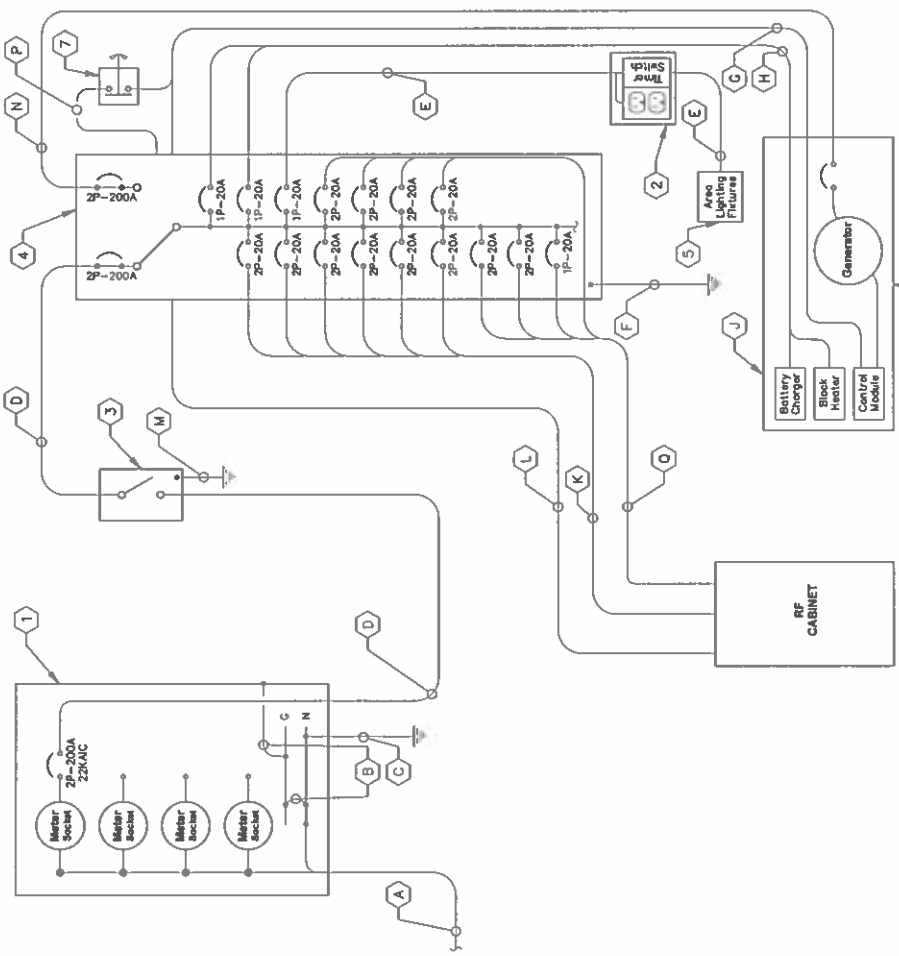 1
2P-200A
22KAIC
Meter
Socket
Meter
Socket
Meter
Socket
Meter
Socket
G
N
A
B
C
D
D
3
M
4
N
P
7
2P-200A
2P-200A
1P-20A
1P-20A
1P-20A
2P-20A
2P-20A
2P-20A
2P-20A
2P-20A
2P-20A
2P-20A
2P-20A
2P-20A
2P-20A
2P-20A
2P-20A
1P-20A
E
Timer
Switch
2
E
Area
Lighting
Fixtures
5
F
G
H
J
Battery
Charger
Block
Heater
Control
Module
Generator
L
K
Q
RF
CABINET